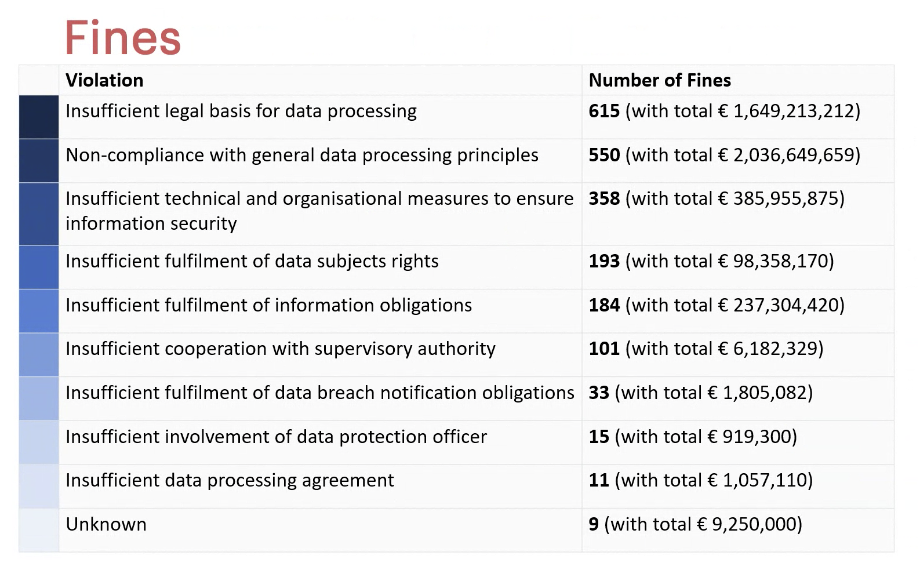 Fines
Violation Number of Fines
Insufficient legal basis for data processing 615 (with total € 1,649,213,212)
Non-compliance with general data processing principles 550 (with total € 2,036,649,659)
Insufficient technical and organisational measures to ensure 358 (with total € 385,955,875)
information security
Insufficient fulfilment of data subjects rights 193 (with total € 98,358,170)
Insufficient fulfilment of information obligations 184 (with total € 237,304,420)
Insufficient cooperation with supervisory authority 101 (with total € 6,182,329)
Insufficient fulfilment of data breach notification obligations 33 (with total € 1,805,082)
Insufficient involvement of data protection officer 15 (with total € 919,300)
Insufficient data processing agreement 11 (with total € 1,057,110)
Unknown 9 (with total € 9,250,000)